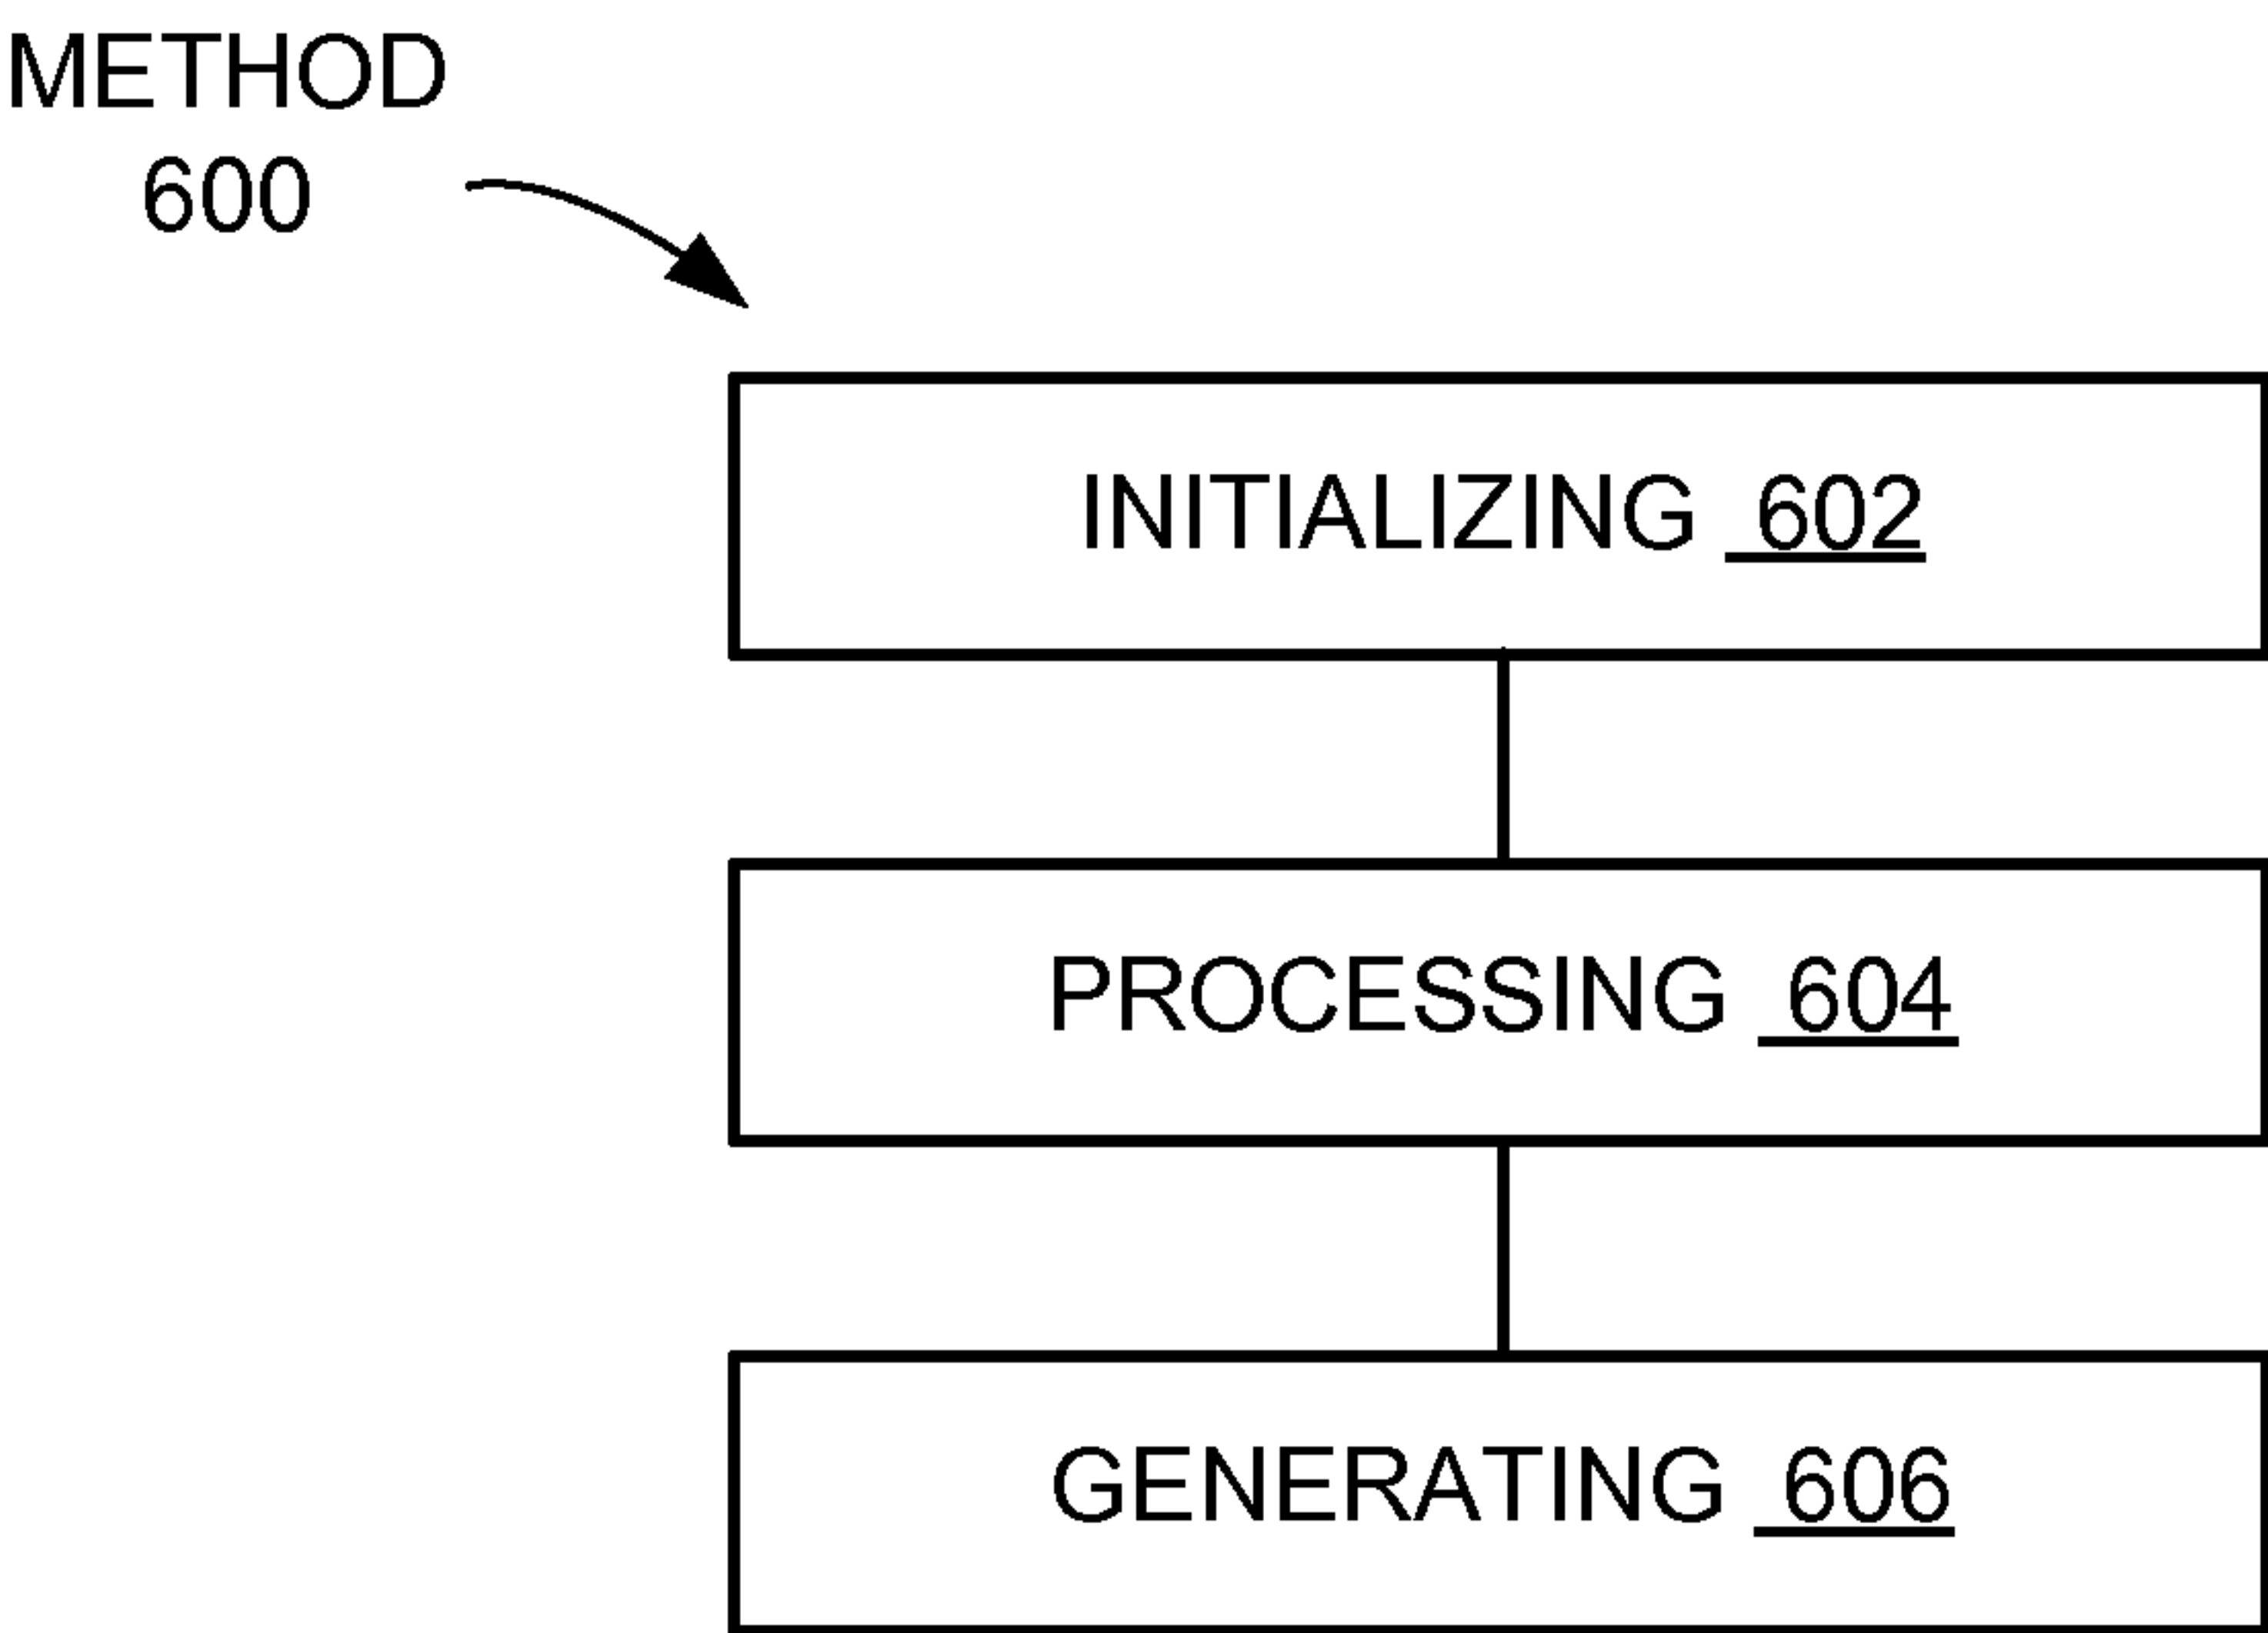 METHOD
600
INITIALIZING 602
PROCESSING 604
GENERATING 606